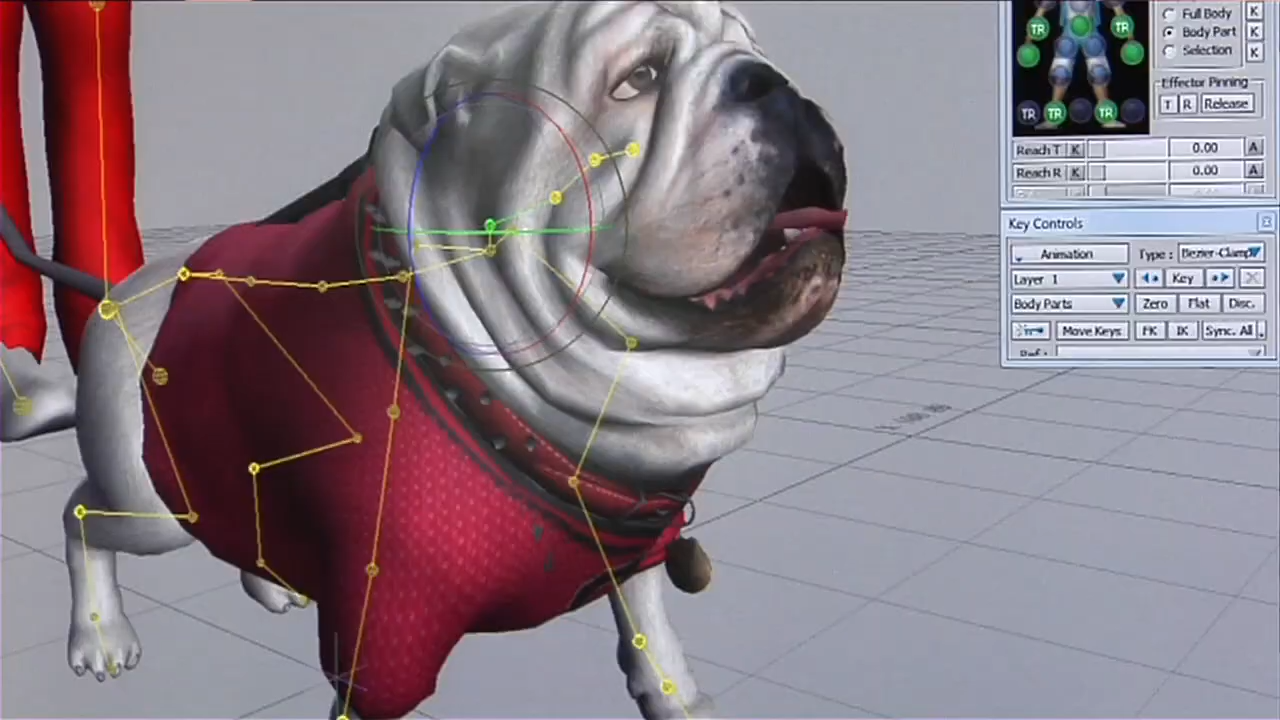 TR
TR
TR
TR
TR
Full Body K
Body Part K
Selection K
Effector Pinning
T R Release
Reach T K 0.00 A
Reach R K 0.00 A
Key Controls
Animation Type : Bezier-Clamp
Layer 1 Key
Body Parts Zero Flat Disc.
Move Keys FK IK Sync. All